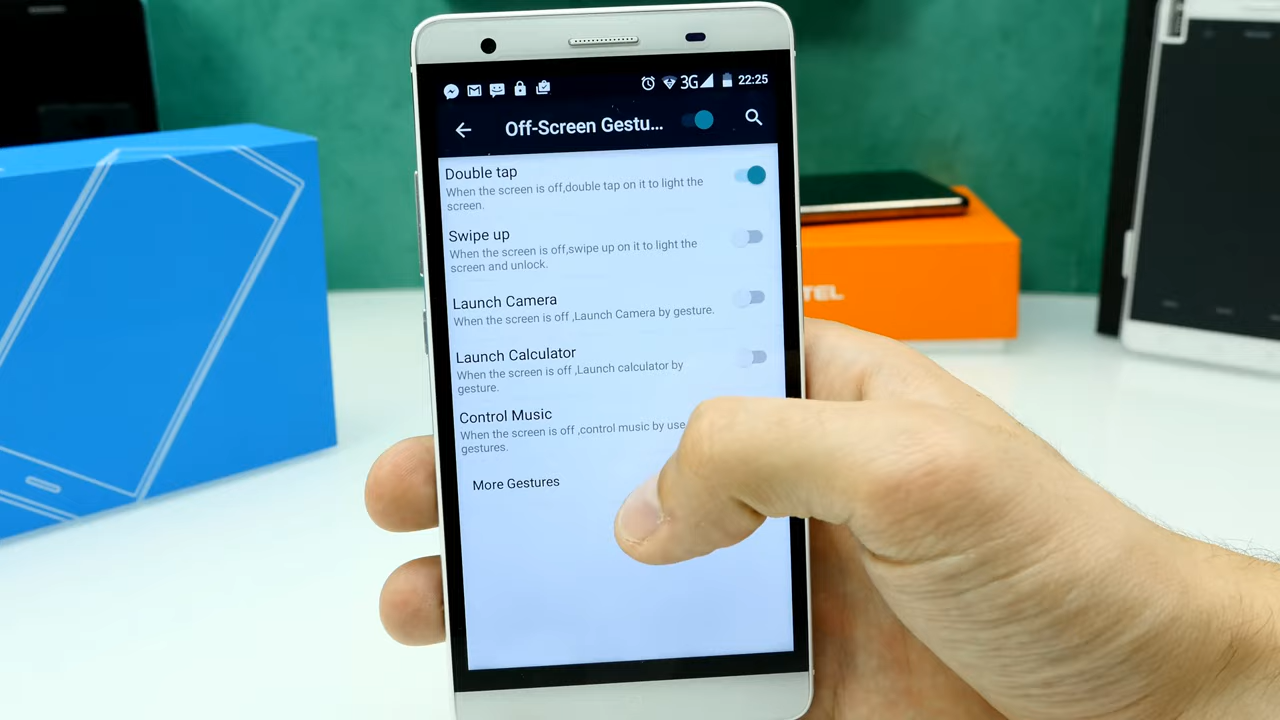 3G 22:25
Off-Screen Gestu...
Double tap
When the screen is off,double tap on it to light the
screen.
Swipe up
When the screen is off,swipe up on it to light the
screen and unlock.
Launch Camera
When the screen is off ,Launch Camera by gesture.
Launch Calculator
When the screen is off ,Launch calculator by
gesture.
Control Music
When the screen is off ,control music by use
gestures.
More Gestures
TEL